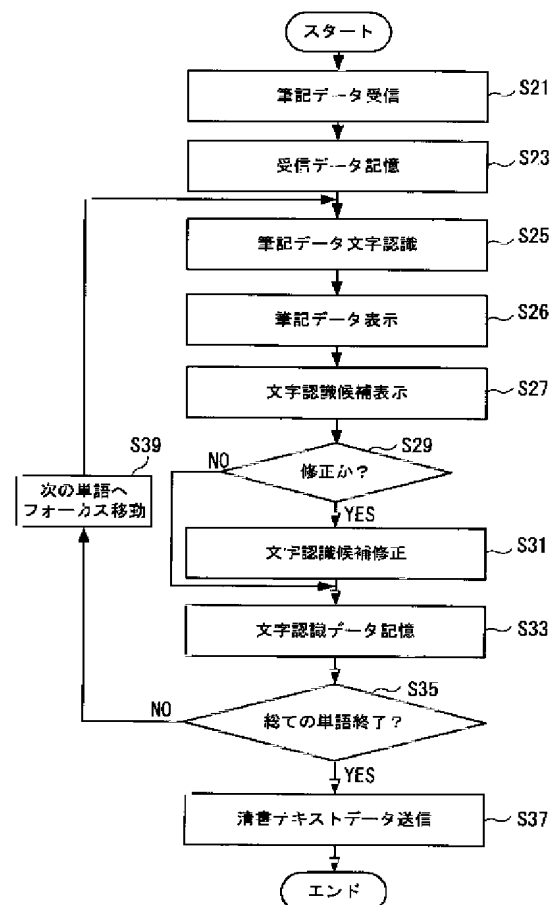 スタート
筆記データ受信
S21
受信データ記憶
S23
筆記データ文字認識
S25
筆記データ表示
S26
文字認識候補表示
S27
修正か?
S29
NO
YES
S39
次の単語へ
フォーカス移動
文字認識候補修正
S31
文字認識データ記憶
S33
総ての単語終了?
S35
NO
YES
清書テキストデータ送信
S37
エンド